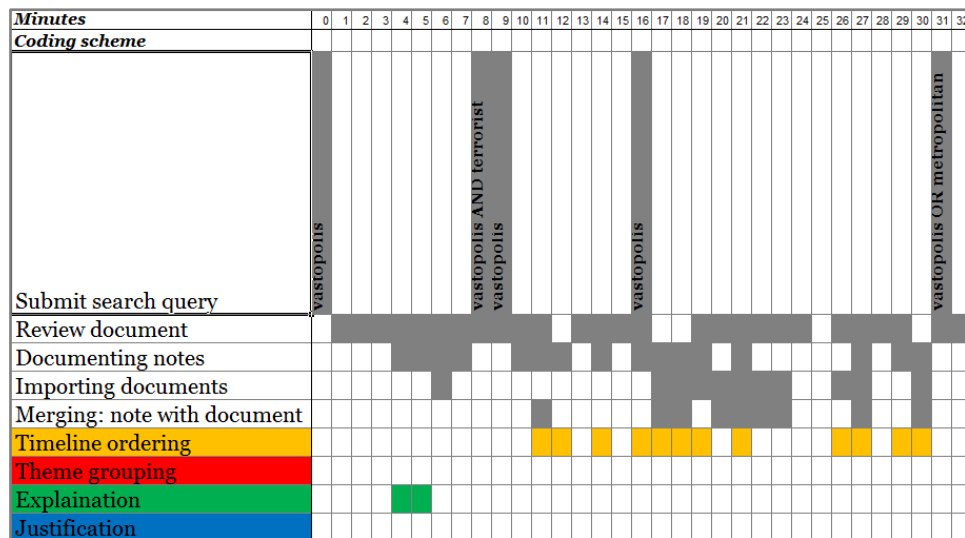 Minutes 0 1 2 3 4 5 6 7 8 9 10 11 12 13 14 15 16 17 18 19 20 21 22 23 24 25 26 27 28 29 30 31 32
Coding scheme
vastopolis
vastopolis AND terrorist
vastopolis
vastopolis
vastopolis OR metropolitan
Submit search query
Review document
Documenting notes
Importing documents
Merging: note with document
Timeline ordering
Theme grouping
Explaination
Justification